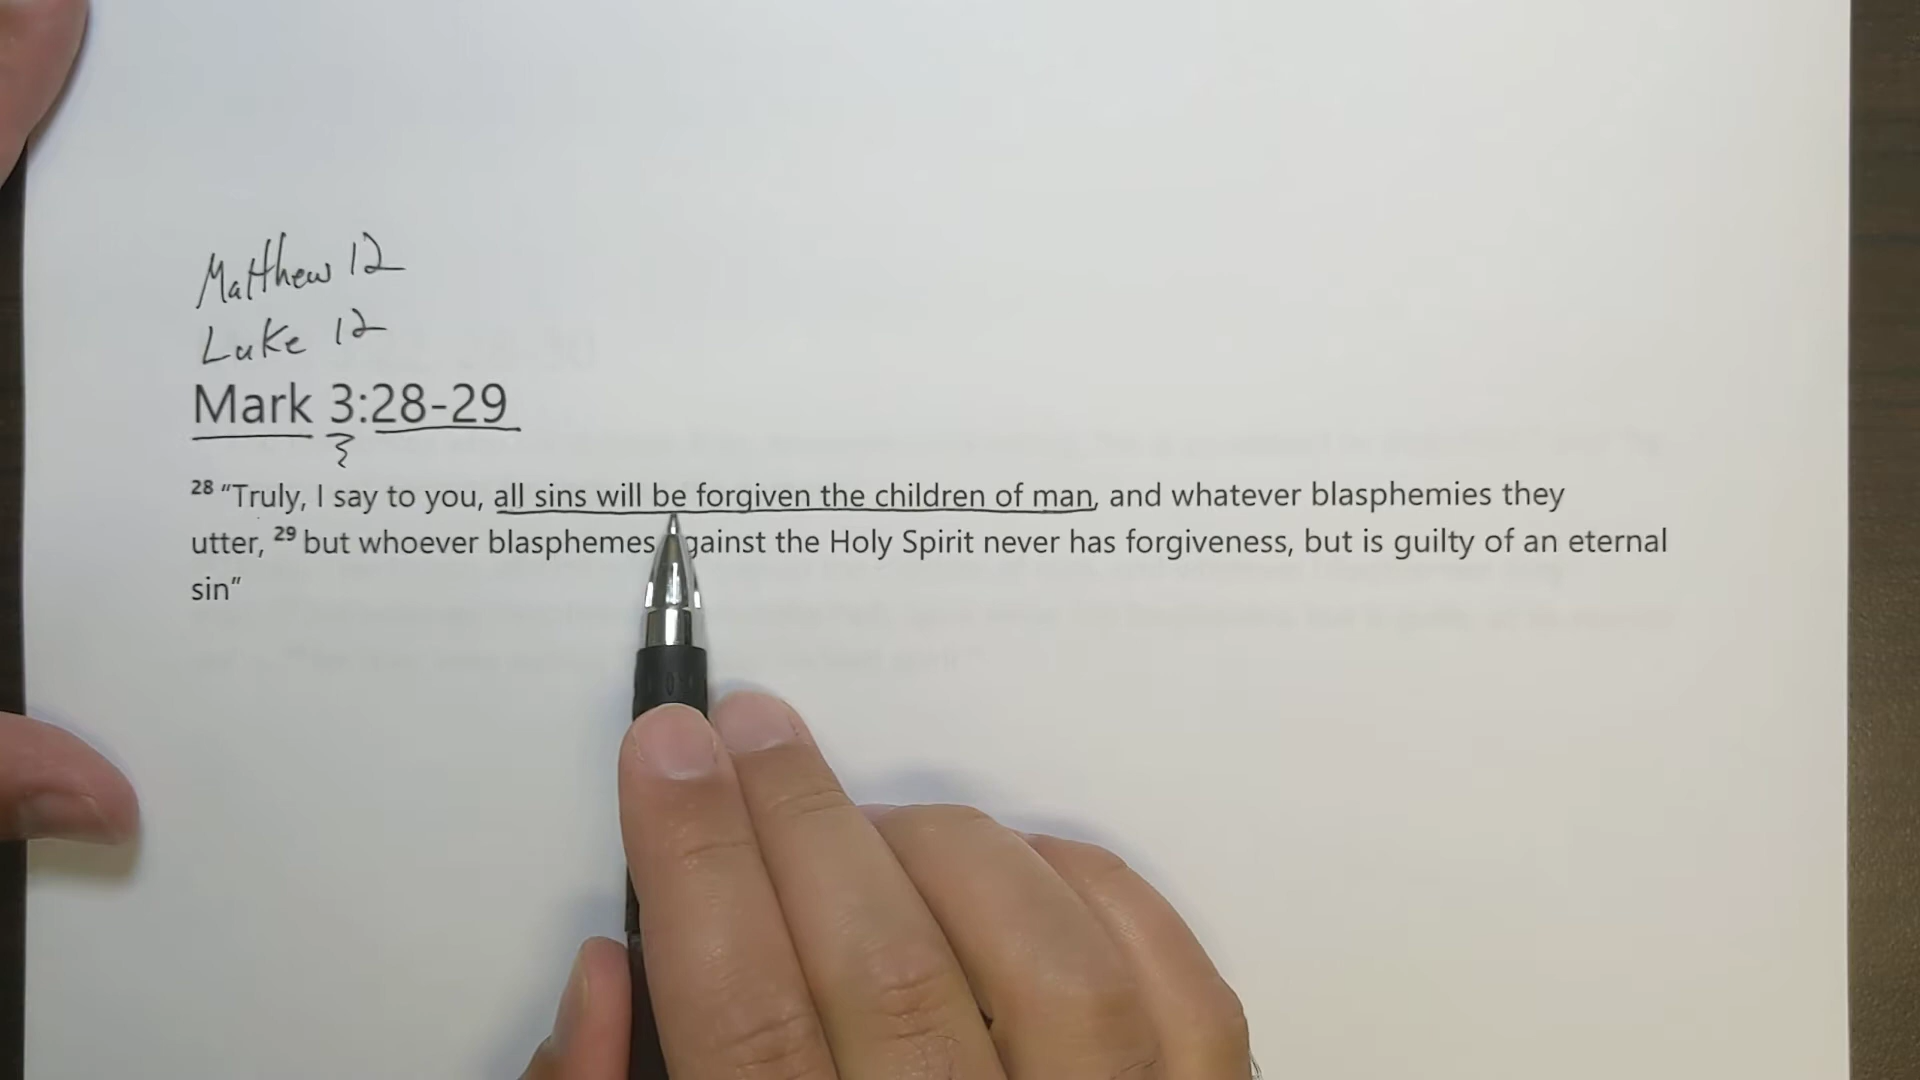 Matthew 12
Luke 12
Mark 3:28-29
28 “Truly, I say to you, all sins will be forgiven the children of man, and whatever blasphemies they
utter, 29 but whoever blasphemes against the Holy Spirit never has forgiveness, but is guilty of an eternal
sin”